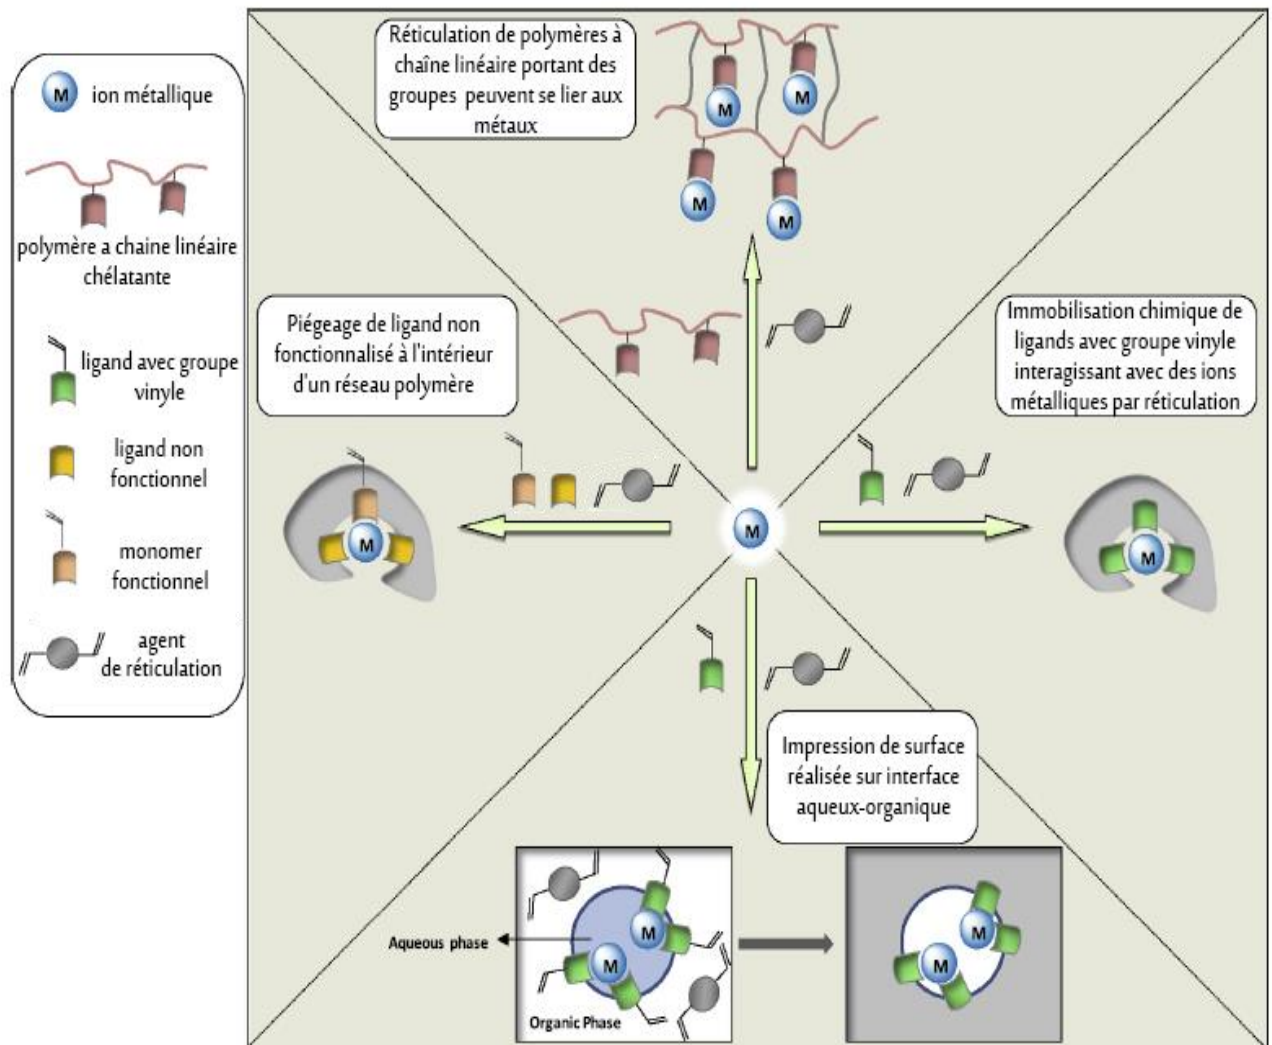 M ion métallique
polymère a chaine linéaire
chélatante
ligand avec groupe
vinyle
ligand non
fonctionnel
monomer
fonctionnel
agent
de réticulation
Réticulation de polymères à
chaîne linéaire portant des
groupes peuvent se lier aux
métaux
M
M
M
M
Piégeage de ligand non
fonctionnalisé à l'intérieur
d'un réseau polymère
M
M
Immobilisation chimique de
ligands avec groupe vinyle
interagissant avec des ions
métalliques par réticulation
M
Impression de surface
réalisée sur interface
aqueux-organique
Aqueous phase
M
M
Organic Phase
M
M